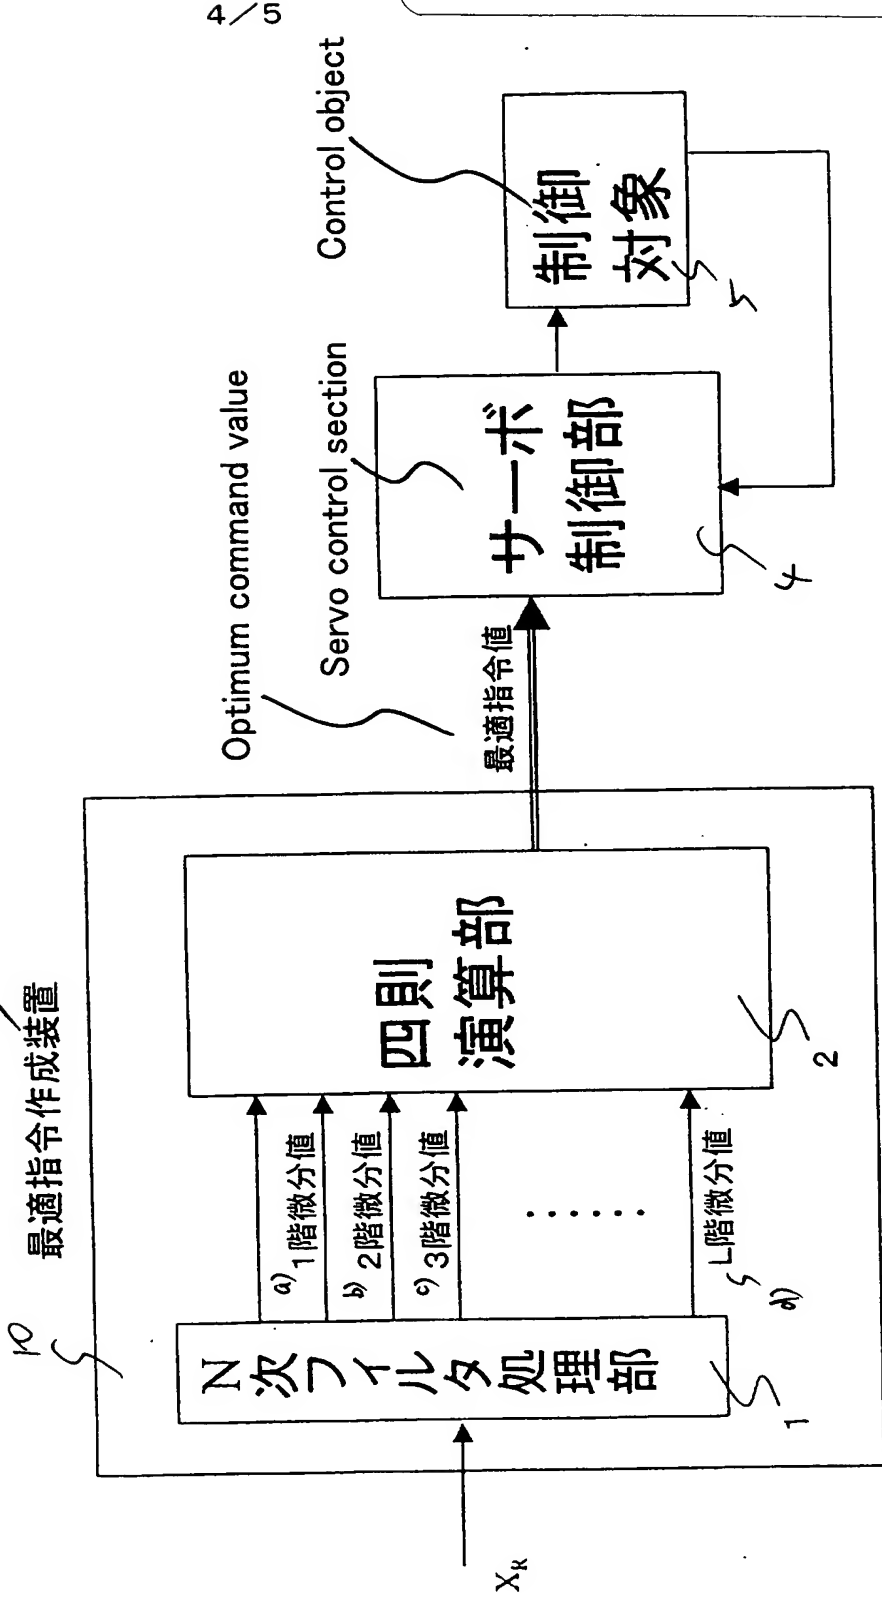 4/5
10
最適指令作成装置
X_R
N次フィルタ処理部
1
a) 1階微分値
b) 2階微分値
c) 3階微分値
......
L階微分値
d)
四則
演算部
2
Optimum command value
最適指令値
Servo control section
サーボ
制御部
4
Control object
制御
対象
5